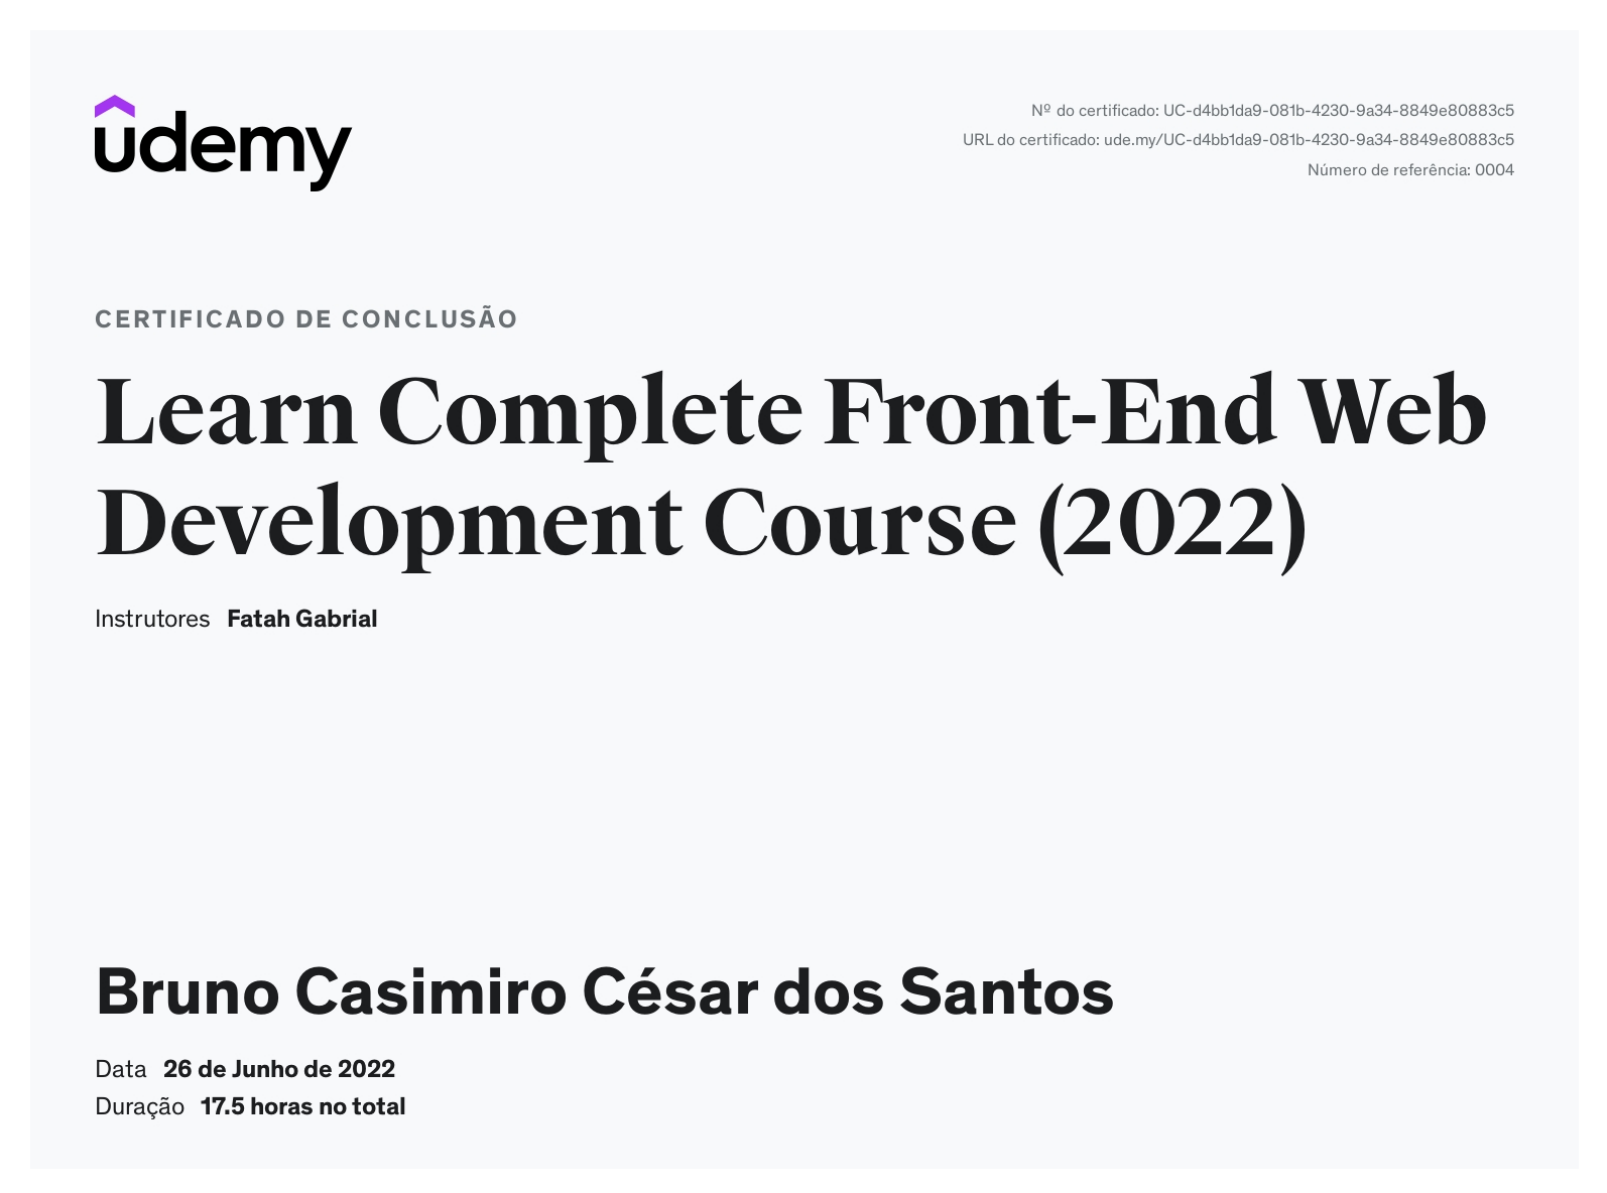 udemy
Nº do certificado: UC-d4bb1da9-081b-4230-9a34-8849e80883c5
URL do certificado: ude.my/UC-d4bb1da9-081b-4230-9a34-8849e80883c5
Número de referência: 0004
CERTIFICADO DE CONCLUSÃO
Learn Complete Front-End Web
Development Course (2022)
Instrutores Fatah Gabrial
Bruno Casimiro César dos Santos
Data 26 de Junho de 2022
Duração 17.5 horas no total